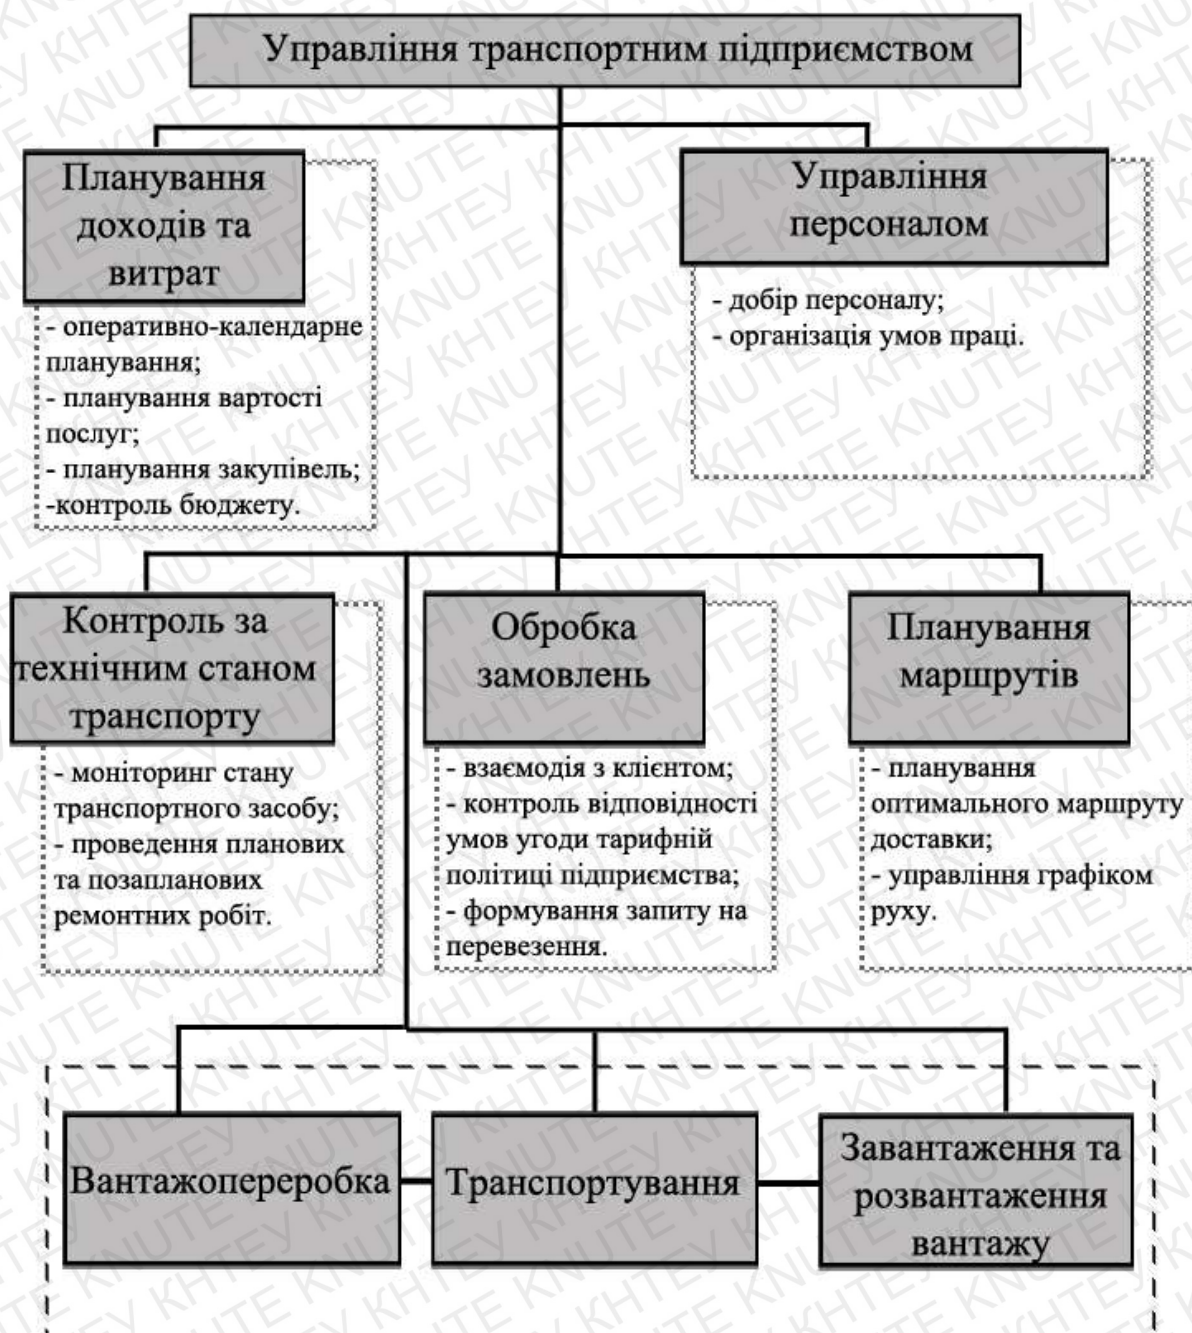 Управління транспортним підприємством
Планування
доходів та
витрат
- оперативно-календарне
планування;
- планування вартості
послуг;
- планування закупівель;
-контроль бюджету.
Управління
персоналом
- добір персоналу;
- організація умов праці.
Контроль за
технічним станом
транспорту
- моніторинг стану
транспортного засобу;
- проведення планових
та позапланових
ремонтних робіт.
Обробка
замовлень
- взаємодія з клієнтом;
- контроль відповідності
умов угоди тарифній
політиці підприємства;
- формування запиту на
перевезення.
Планування
маршрутів
- планування
оптимального маршруту
доставки;
- управління графіком
руху.
Вантажопереробка
Транспортування
Завантаження та
розвантаження
вантажу